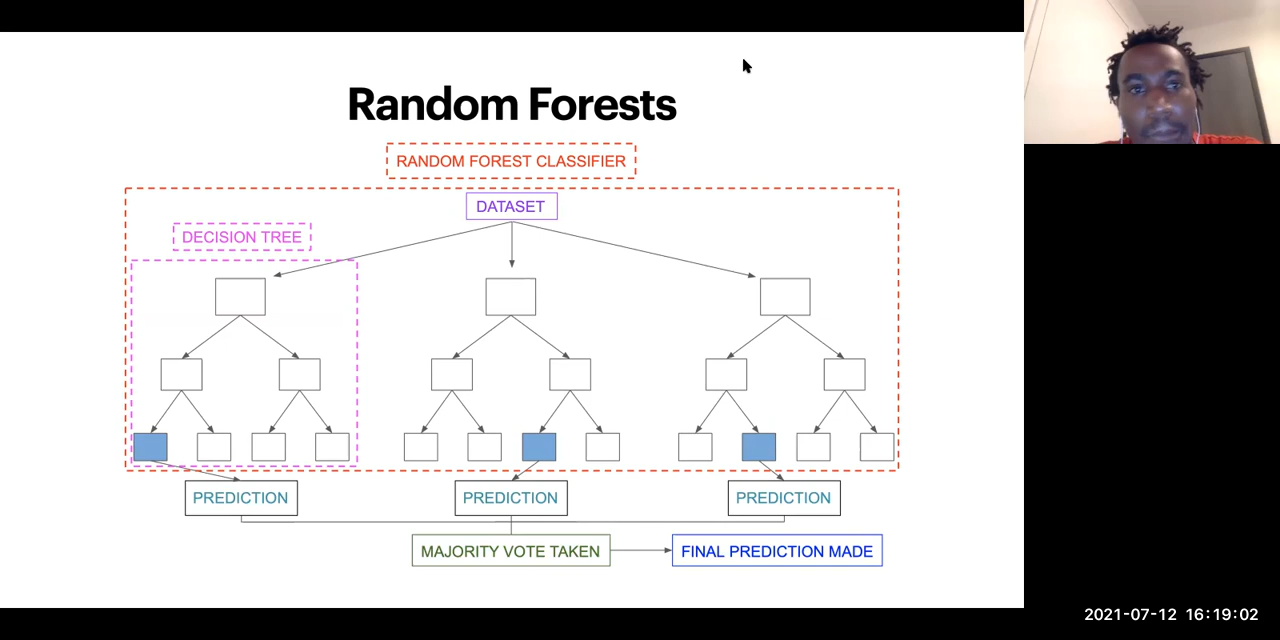 Random Forests
RANDOM FOREST CLASSIFIER
DATASET
DECISION TREE
PREDICTION
PREDICTION
PREDICTION
MAJORITY VOTE TAKEN
FINAL PREDICTION MADE
2021-07-12 16:19:02